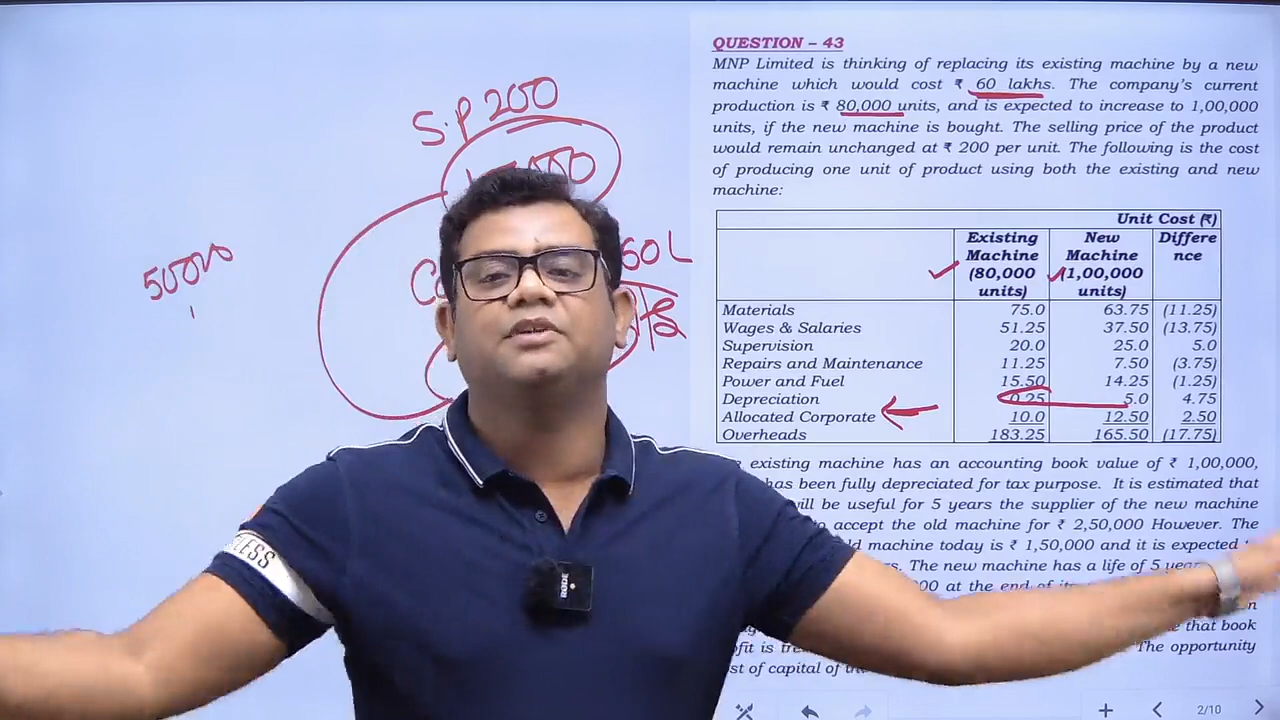 QUESTION – 43
MNP Limited is thinking of replacing its existing machine by a new
machine which would cost ₹ 60 lakhs. The company's current
production is ₹ 80,000 units, and is expected to increase to 1,00,000
units, if the new machine is bought. The selling price of the product
would remain unchanged at ₹ 200 per unit. The following is the cost
of producing one unit of product using both the existing and new
machine:
Unit Cost (₹)
Existing Machine (80,000 units) New Machine (1,00,000 units) Differe nce
Materials 75.0 63.75 (11.25)
Wages & Salaries 51.25 37.50 (13.75)
Supervision 20.0 25.0 5.0
Repairs and Maintenance 11.25 7.50 (3.75)
Power and Fuel 15.50 14.25 (1.25)
Depreciation 0.25 5.0 4.75
Allocated Corporate 10.0 12.50 2.50
Overheads 183.25 165.50 (17.75)
existing machine has an accounting book value of ₹ 1,00,000,
has been fully depreciated for tax purpose. It is estimated that
will be useful for 5 years the supplier of the new machine
accept the old machine for ₹ 2,50,000 However. The
machine today is ₹ 1,50,000 and it is expected
The new machine has a life of 5
at the end of
that book
is The opportunity
cost of capital of
S.P 200
60L
RODE
2/10